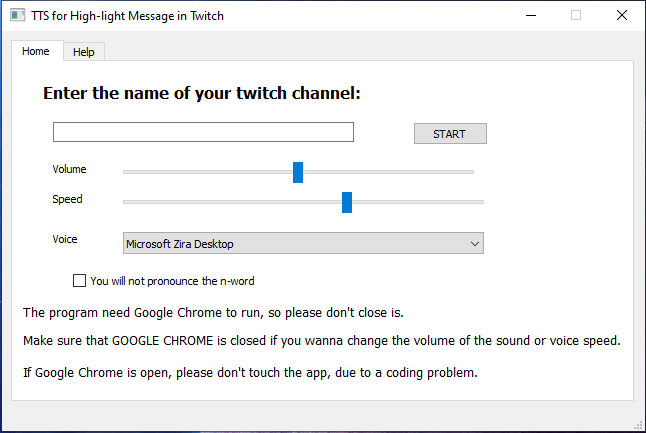 TTS for High-light Message in Twitch
Home Help
Enter the name of your twitch channel:
START
Volume
Speed
Voice Microsoft Zira Desktop
You will not pronounce the n-word
The program need Google Chrome to run, so please don't close is.
Make sure that GOOGLE CHROME is closed if you wanna change the volume of the sound or voice speed.
If Google Chrome is open, please don't touch the app, due to a coding problem.